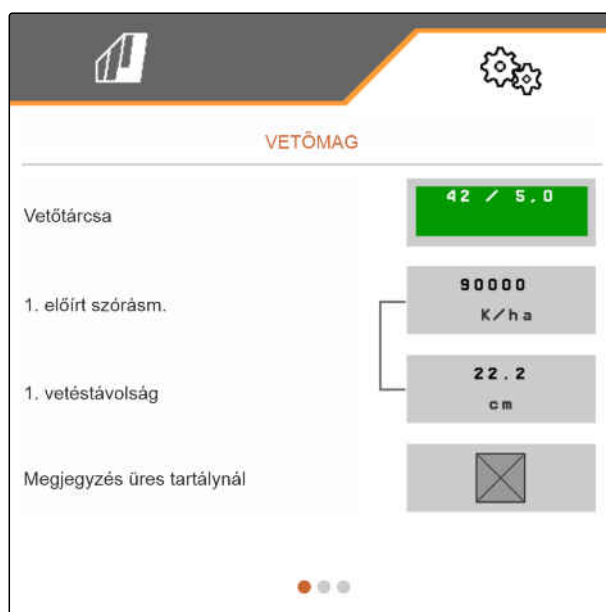 VETŐMAG
Vetőtárcsa
42 / 5,0
1. előírt szórásm.
90000
K/ha
1. vetéstávolság
22.2
cm
Megjegyzés üres tartálynál